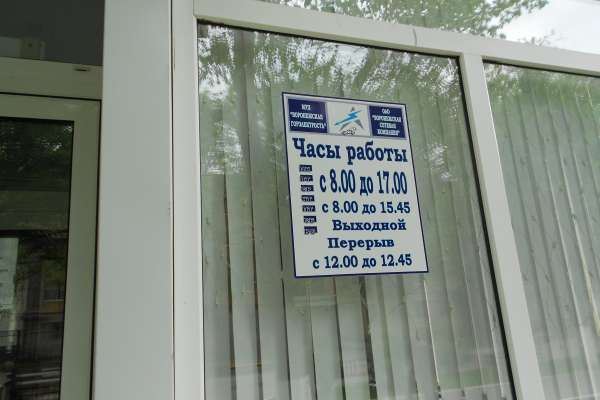 МУП
"ВОРОНЕЖСКАЯ
ГОРЭЛЕКТРОСЕТЬ"
ОАО
"ВОРОНЕЖСКАЯ
СЕТЕВАЯ
КОМПАНИЯ"
Часы работы
с 8.00 до 17.00
с 8.00 до 15.45
Выходной
Перерыв
с 12.00 до 12.45